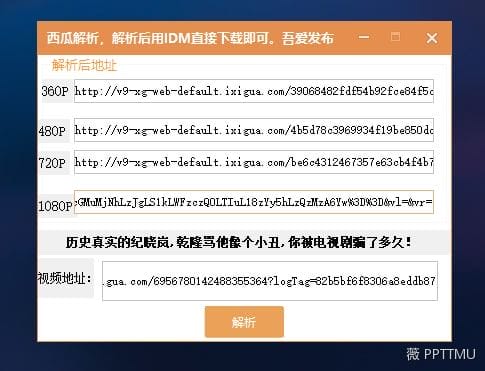 西瓜解析，解析后用IDM直接下载即可。吾爱发布
解析后地址
360P http://v9-xg-web-default.ixigua.com/39068482fdf54b92fce84f5c
480P http://v9-xg-web-default.ixigua.com/4b5d78c3969934f19be850dc
720P http://v9-xg-web-default.ixigua.com/be6c4312467357e63cb4f4b7
1080P cGMuMjNhLzJgLS1kLWFzczQ0LTIuL18zYy5hLzQzMzA6Yw%3D%3D&vl=&vr=
历史真实的纪晓岚,乾隆骂他像个小丑,你被电视剧骗了多久!
视频地址: .gua.com/6956780142488355364?logTag=82b5bf6f8306a8eddb87
解析
薇 PPTTMU